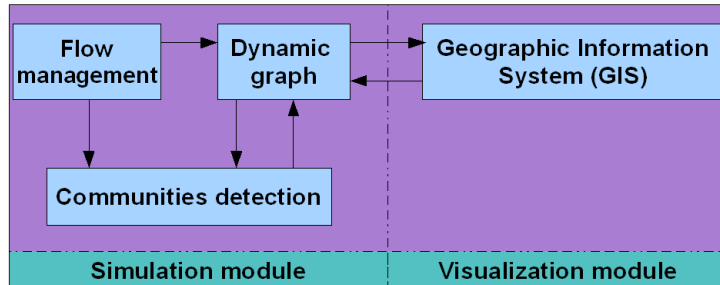 Flow
management
Dynamic
graph
Geographic Information
System (GIS)
Communities detection
Simulation module
Visualization module